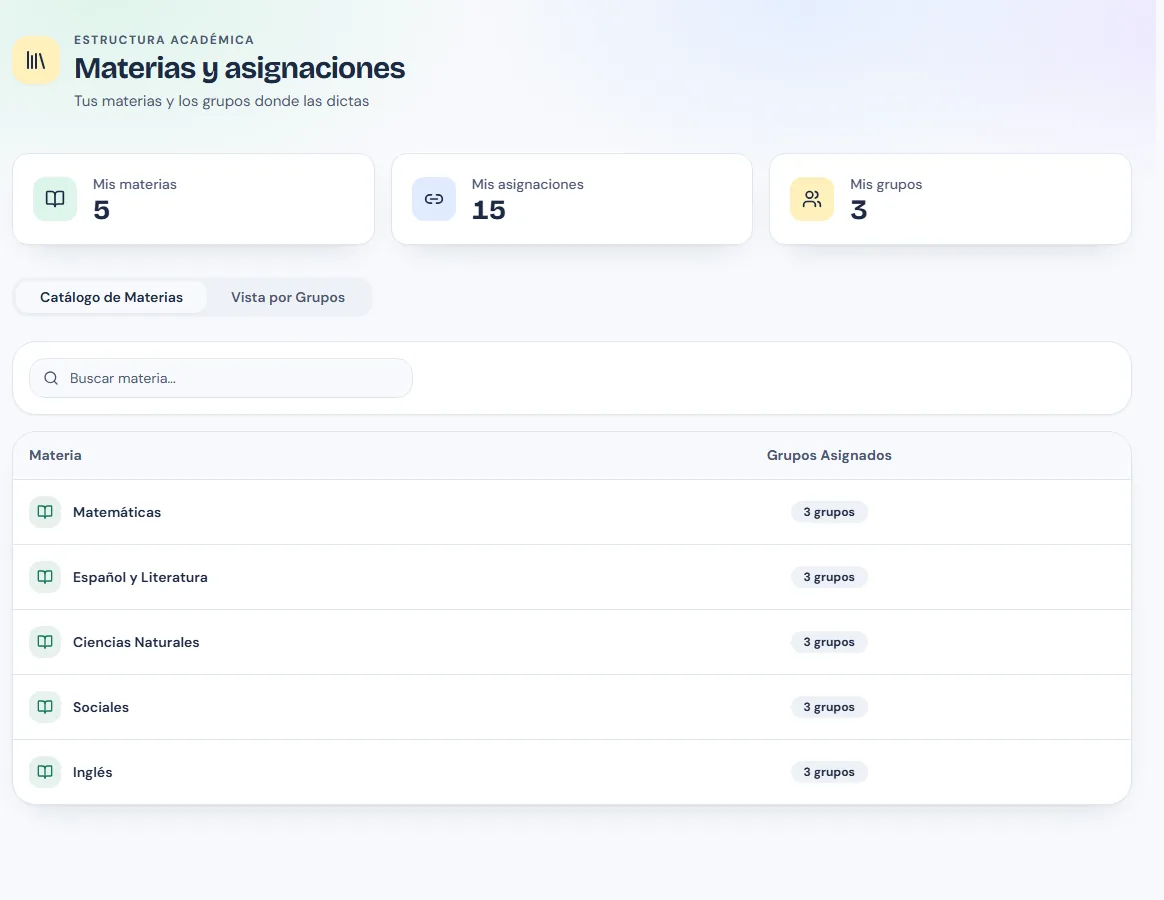 ESTRUCTURA ACADÉMICA
Materias y asignaciones
Tus materias y los grupos donde las dictas
Mis materias
5
Mis asignaciones
15
Mis grupos
3
Catálogo de Materias
Vista por Grupos
Buscar materia...
Materia
Grupos Asignados
Matemáticas
3 grupos
Español y Literatura
3 grupos
Ciencias Naturales
3 grupos
Sociales
3 grupos
Inglés
3 grupos